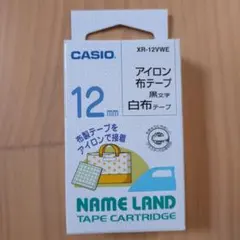 XR-12VWE
CASIO
アイロン
布テープ
黒文字
白布テープ
12mm
布製テープを
アイロンで接着
NAME LAND
TAPE CARTRIDGE